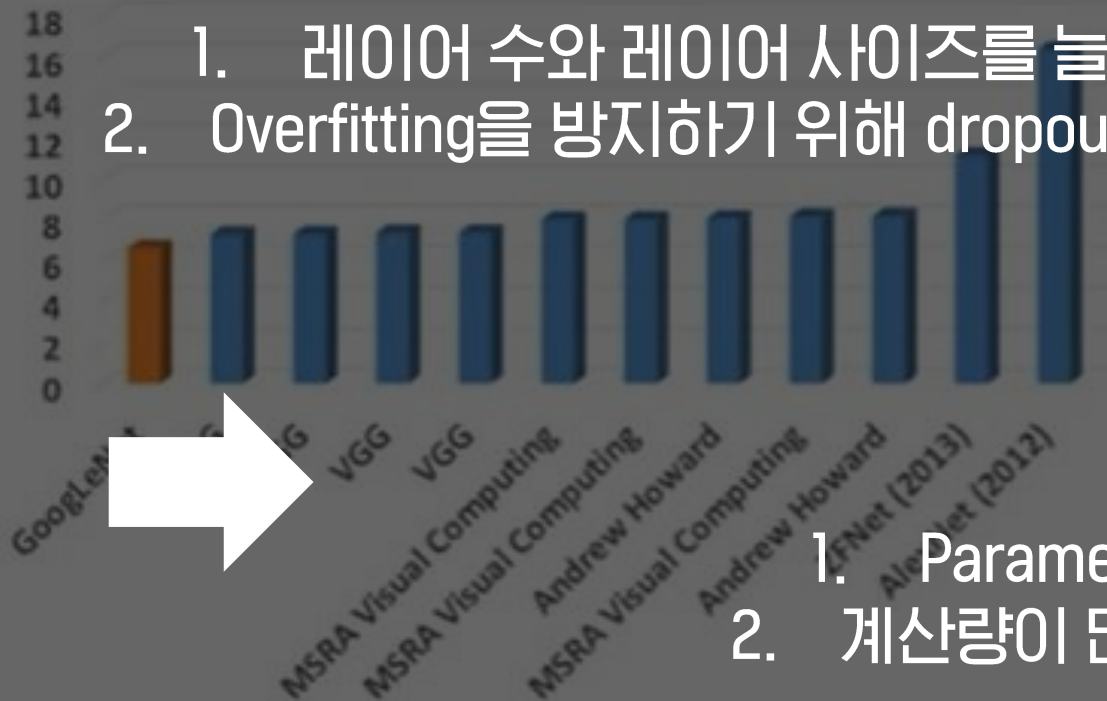 18
16
14
12
10
8
6
4
2
0
1. 레이어 수와 레이어 사이즈를 늘
2. Overfitting을 방지하기 위해 dropou
VGG
VGG
MSRA Visual Computing
MSRA Visual Computing
Andrew Howard
MSRA Visual Computing
Andrew Howard
ZFNet (2013)
(2012)
1. Parame
2. 계산량이